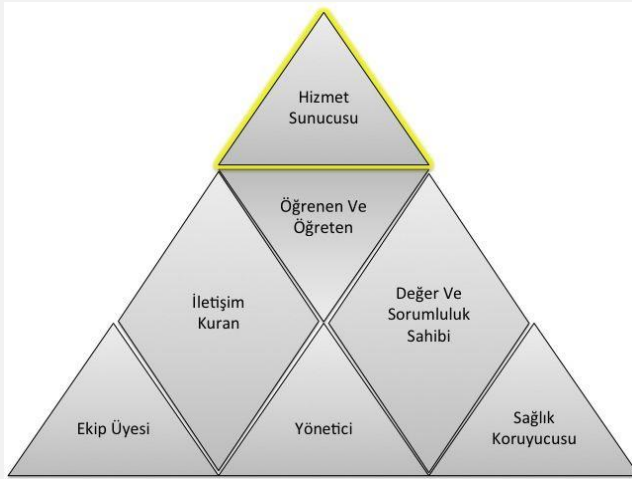 Hizmet
Sunucusu
Öğrenen Ve
Öğreten
İletişim
Kuran
Değer Ve
Sorumluluk
Sahibi
Ekip Üyesi
Yönetici
Sağlık
Koruyucusu